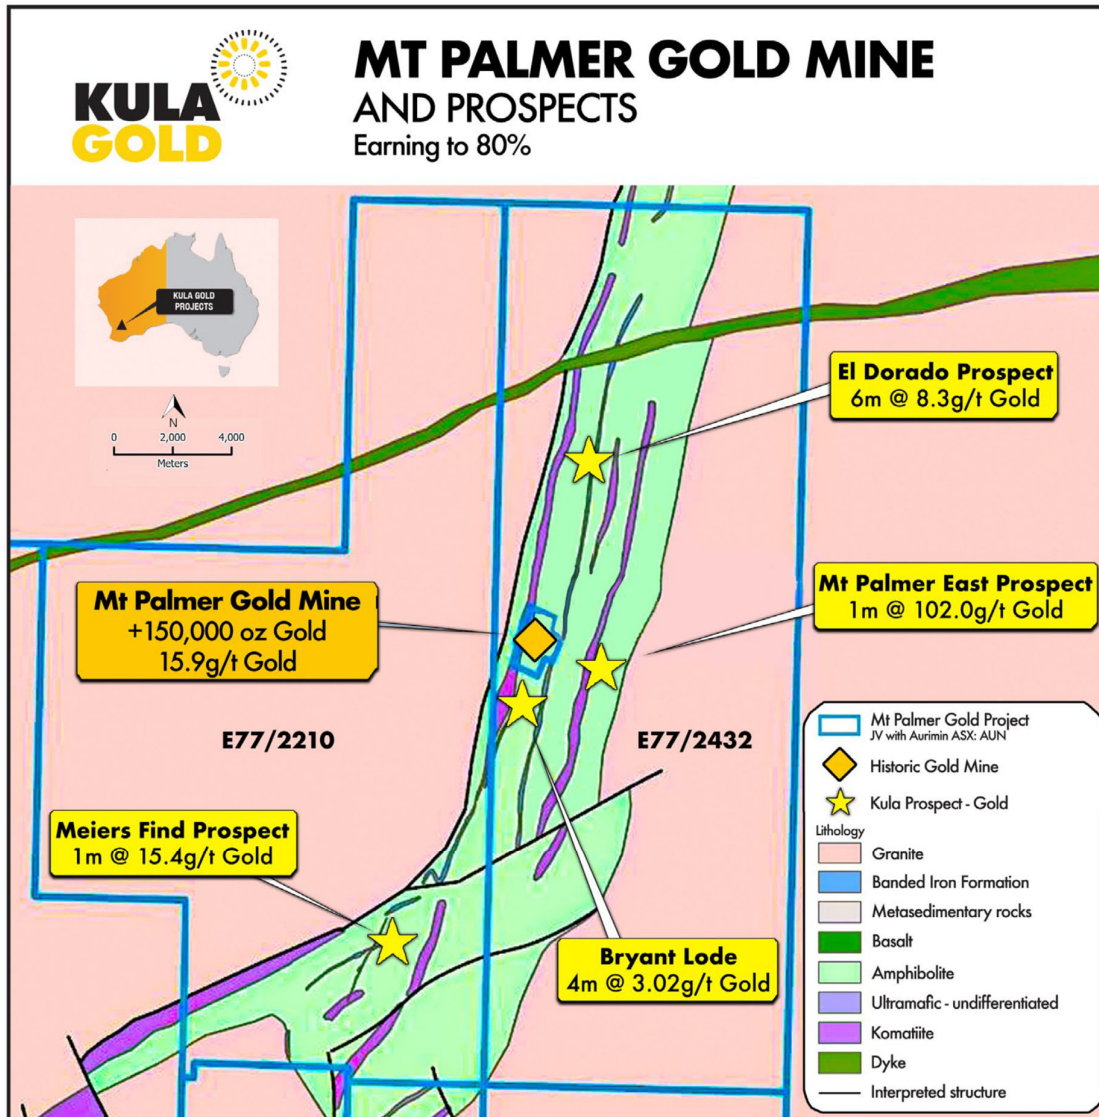 KULA
GOLD
MT PALMER GOLD MINE
AND PROSPECTS
Earning to 80%
KULA GOLD
PROJECTS
N
0 2,000 4,000
Meters
El Dorado Prospect
6m @ 8.3g/t Gold
Mt Palmer Gold Mine
+150,000 oz Gold
15.9g/t Gold
Mt Palmer East Prospect
1m @ 102.0g/t Gold
E77/2210
E77/2432
Meiers Find Prospect
1m @ 15.4g/t Gold
Bryant Lode
4m @ 3.02g/t Gold
Mt Palmer Gold Project
JV with Aurimin ASX: AUN
Historic Gold Mine
Kula Prospect - Gold
Lithology
Granite
Banded Iron Formation
Metasedimentary rocks
Basalt
Amphibolite
Ultramafic - undifferentiated
Komatiite
Dyke
Interpreted structure